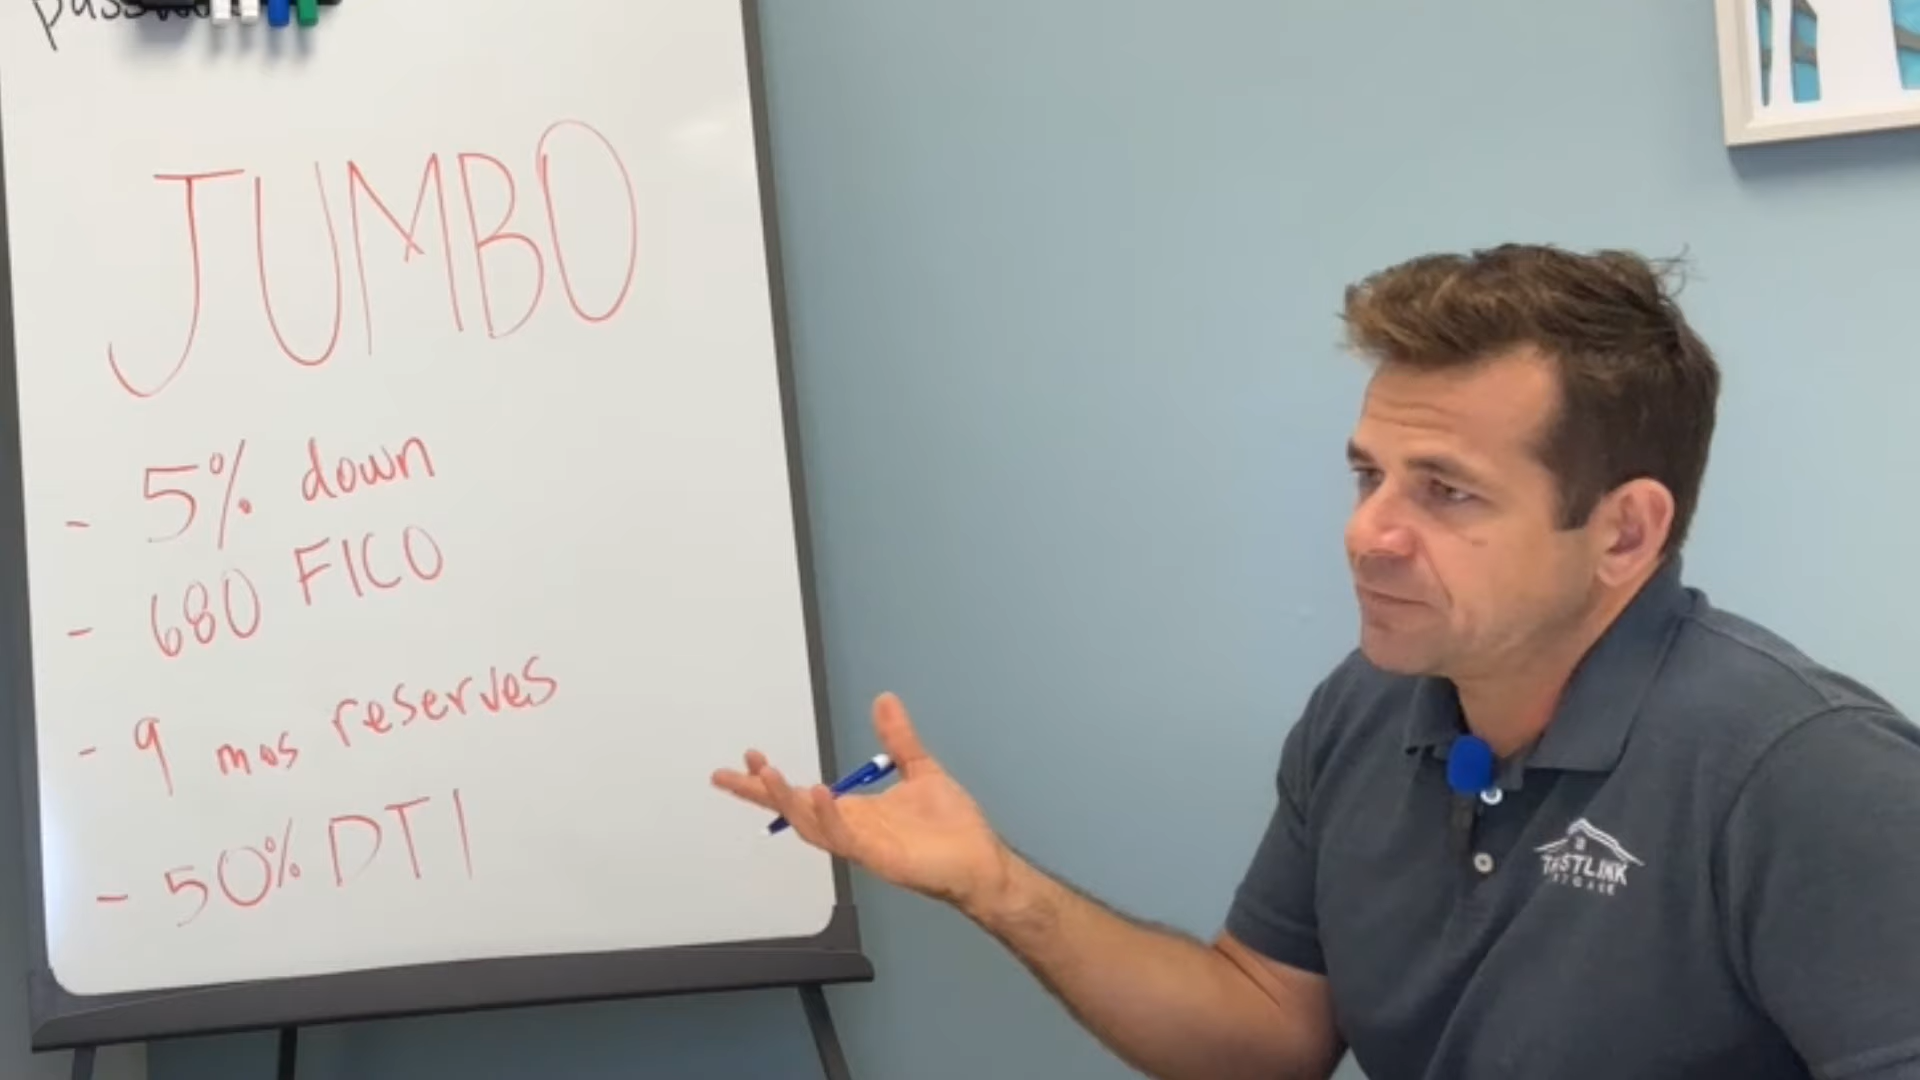 JUMBO
- 5% down
- 680 FICO
- 9 mos reserves
- 50% DTI